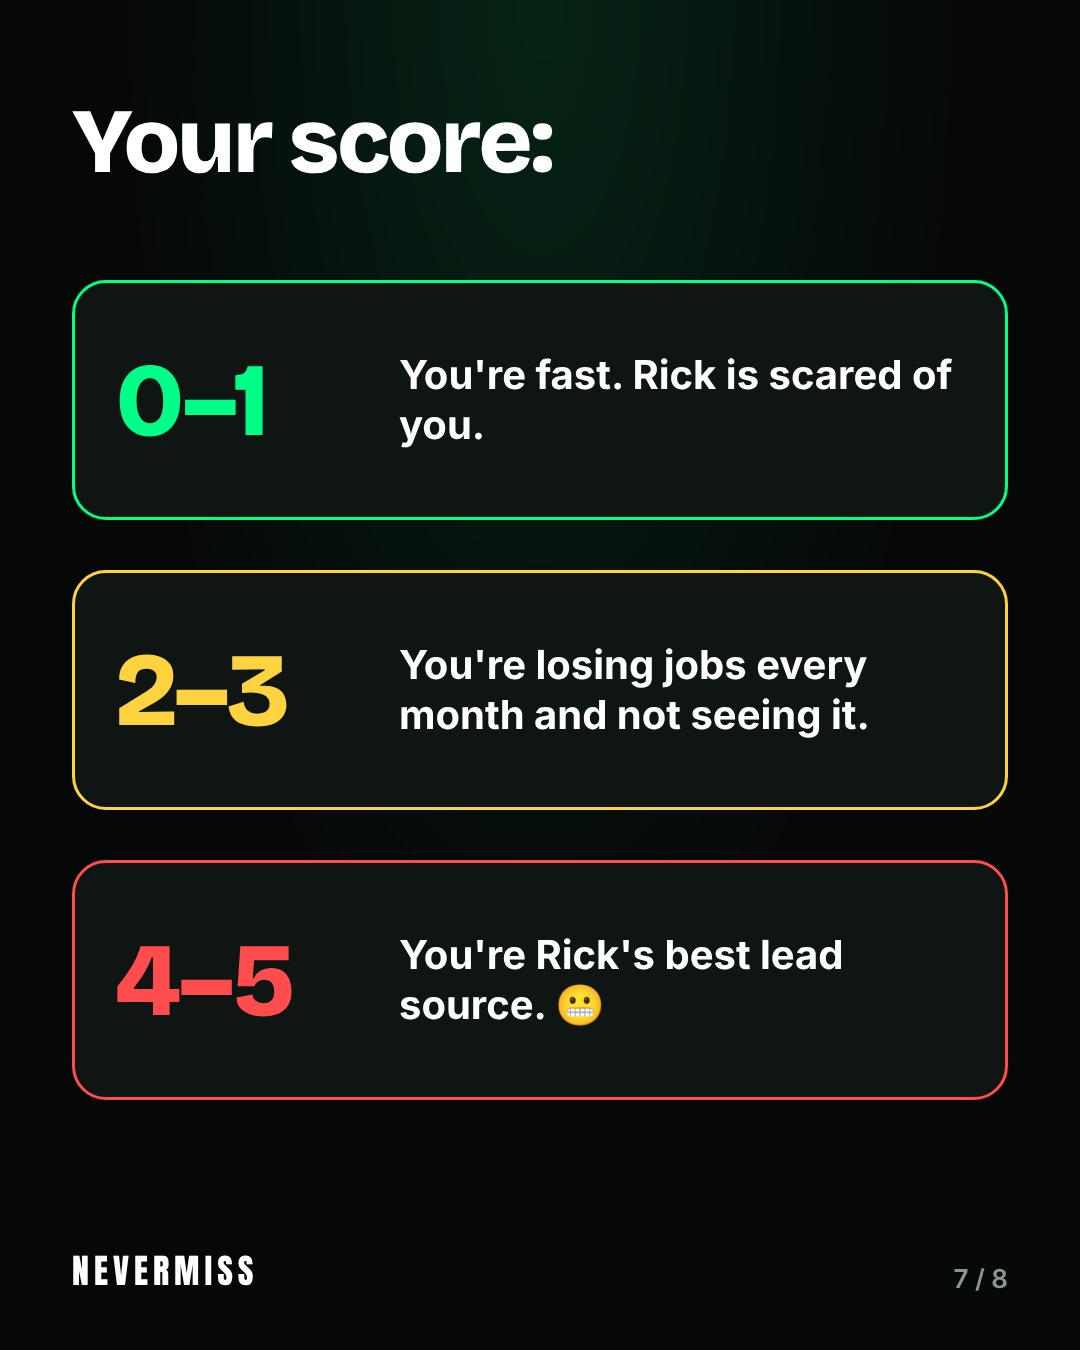 Your score:
0–1
You're fast. Rick is scared of
you.
2–3
You're losing jobs every
month and not seeing it.
4–5
You're Rick's best lead
source. 😬
NEVERMISS
7 / 8